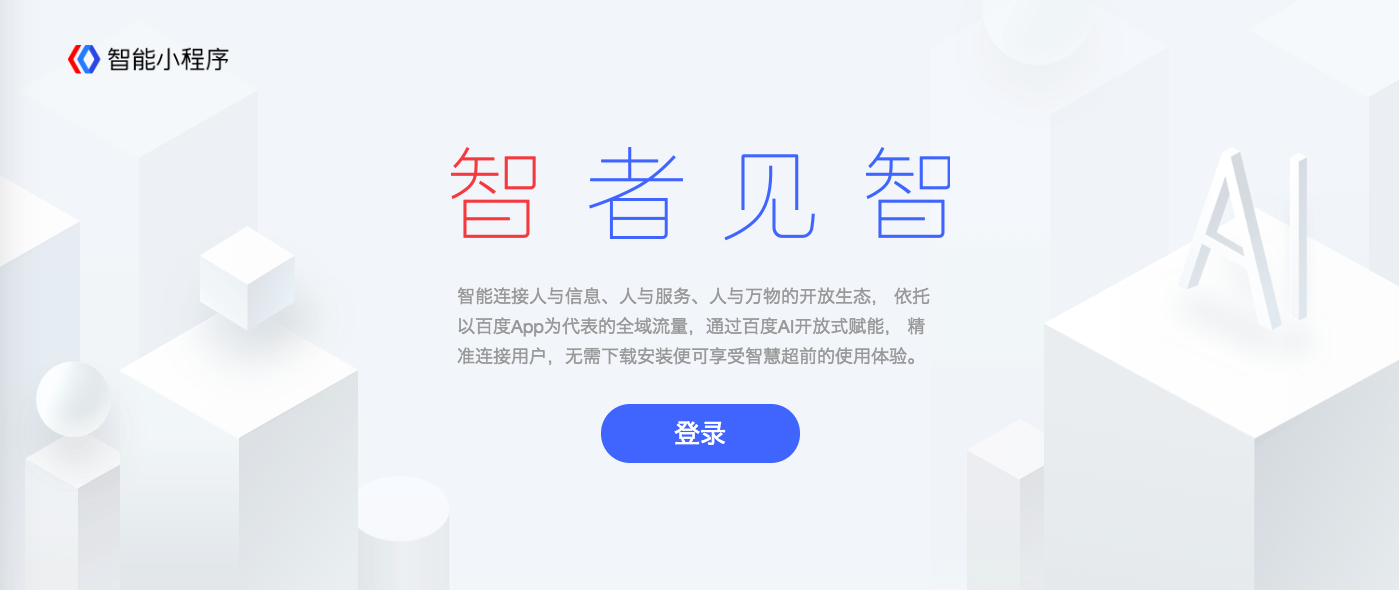 智能小程序
智者见智
智能连接人与信息、人与服务、人与万物的开放生态， 依托
以百度App为代表的全域流量，通过百度AI开放式赋能， 精
准连接用户，无需下载安装便可享受智慧超前的使用体验。
登录
AI